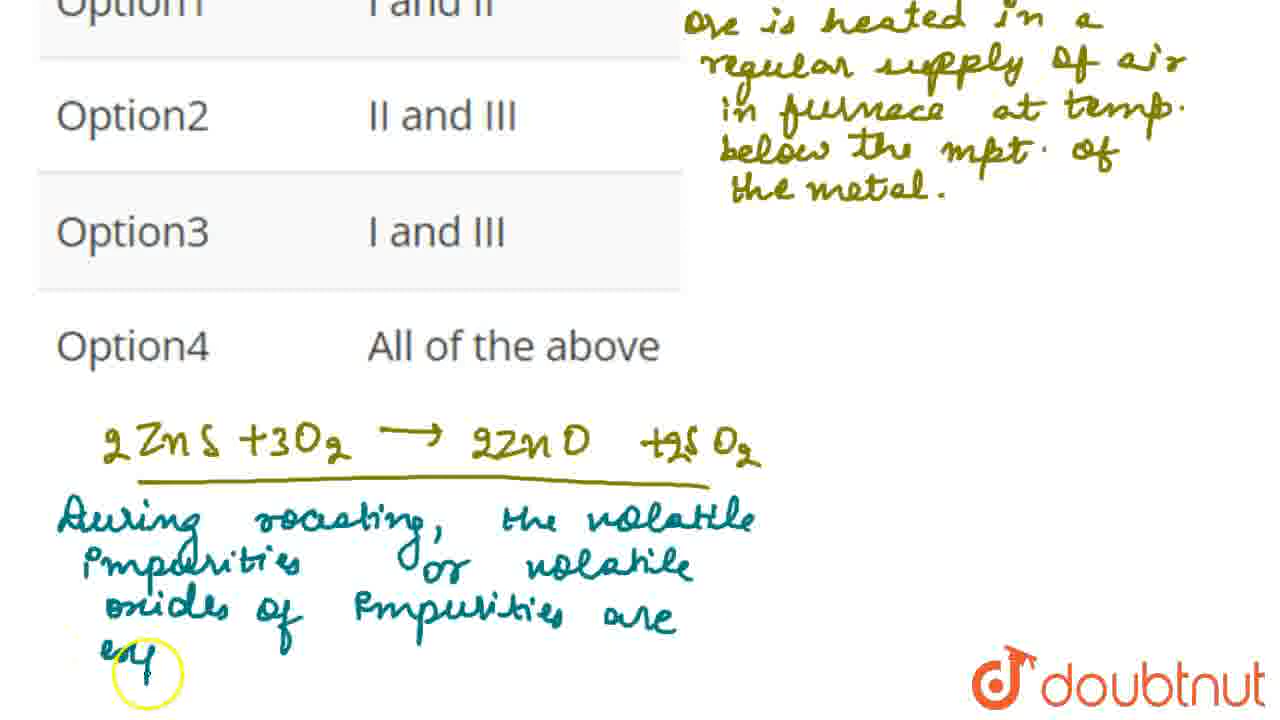 Option1 I and II
Option2 II and III
Option3 I and III
Option4 All of the above
ore is heated in a
regular supply of air
in furnace at temp.
below the mpt. of
the metal.
2ZnS + 3O₂ → 2ZnO + 2SO₂
During roasting, the volatile
impurities or volatile
oxides of impurities are
doubtnut